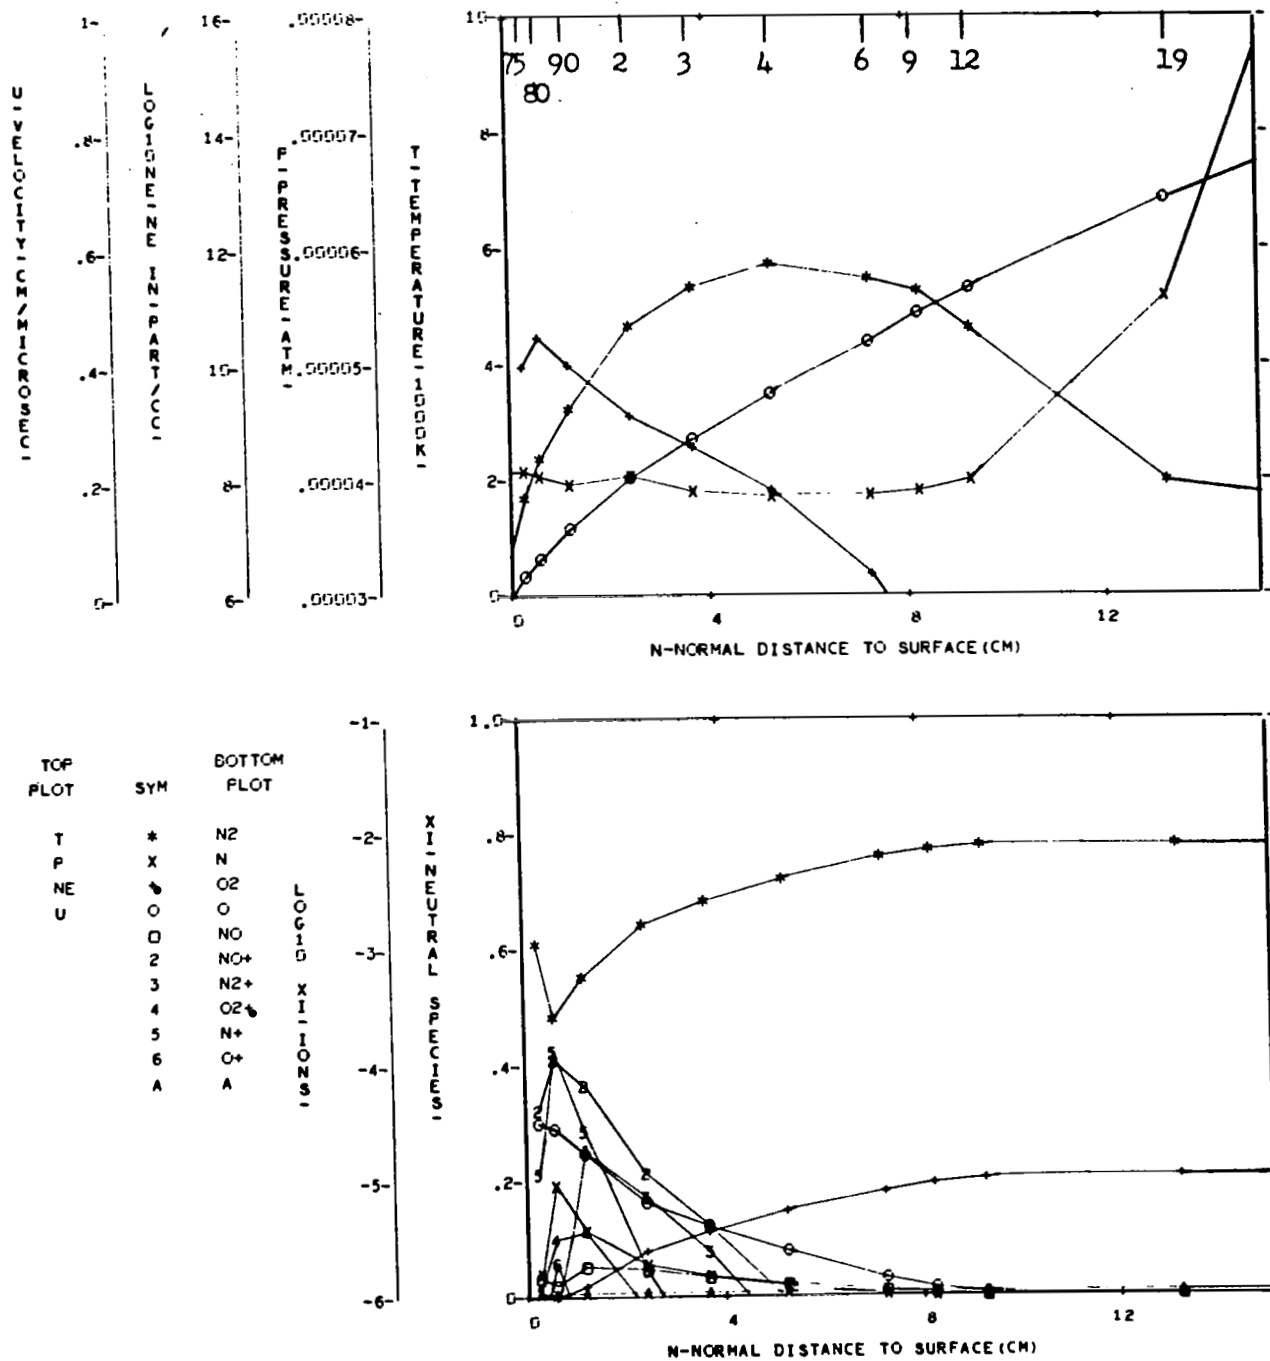 1-
16-
.00008-
10
75 90 2 3 4 6 9 12 19
80
U-VELOCITY-CM/MICROSEC-
LOG10NE-NE IN-PART/CC-
P-PRESSURE-ATM-
T-TEMPERATURE-1000K-
.8-
14-
.00007-
8-
.6-
12-
.00006-
6-
.4-
10-
.00005-
4-
.2-
8-
.00004-
2-
0-
6-
.00003-
0-
0 4 8 12
N-NORMAL DISTANCE TO SURFACE(CM)
-1-
1.0
TOP PLOT
SYM
BOTTOM PLOT
T * N2
P X N
NE + O2
U O O
□ NO
2 NO+
3 N2+
4 O2+
5 N+
6 O+
A A
LOG10 XI-IONS-
XI-NEUTRAL SPECIES-
-2-
.8-
-3-
.6-
-4-
.4-
-5-
.2-
-6-
0-
0 4 8 12
N-NORMAL DISTANCE TO SURFACE(CM)